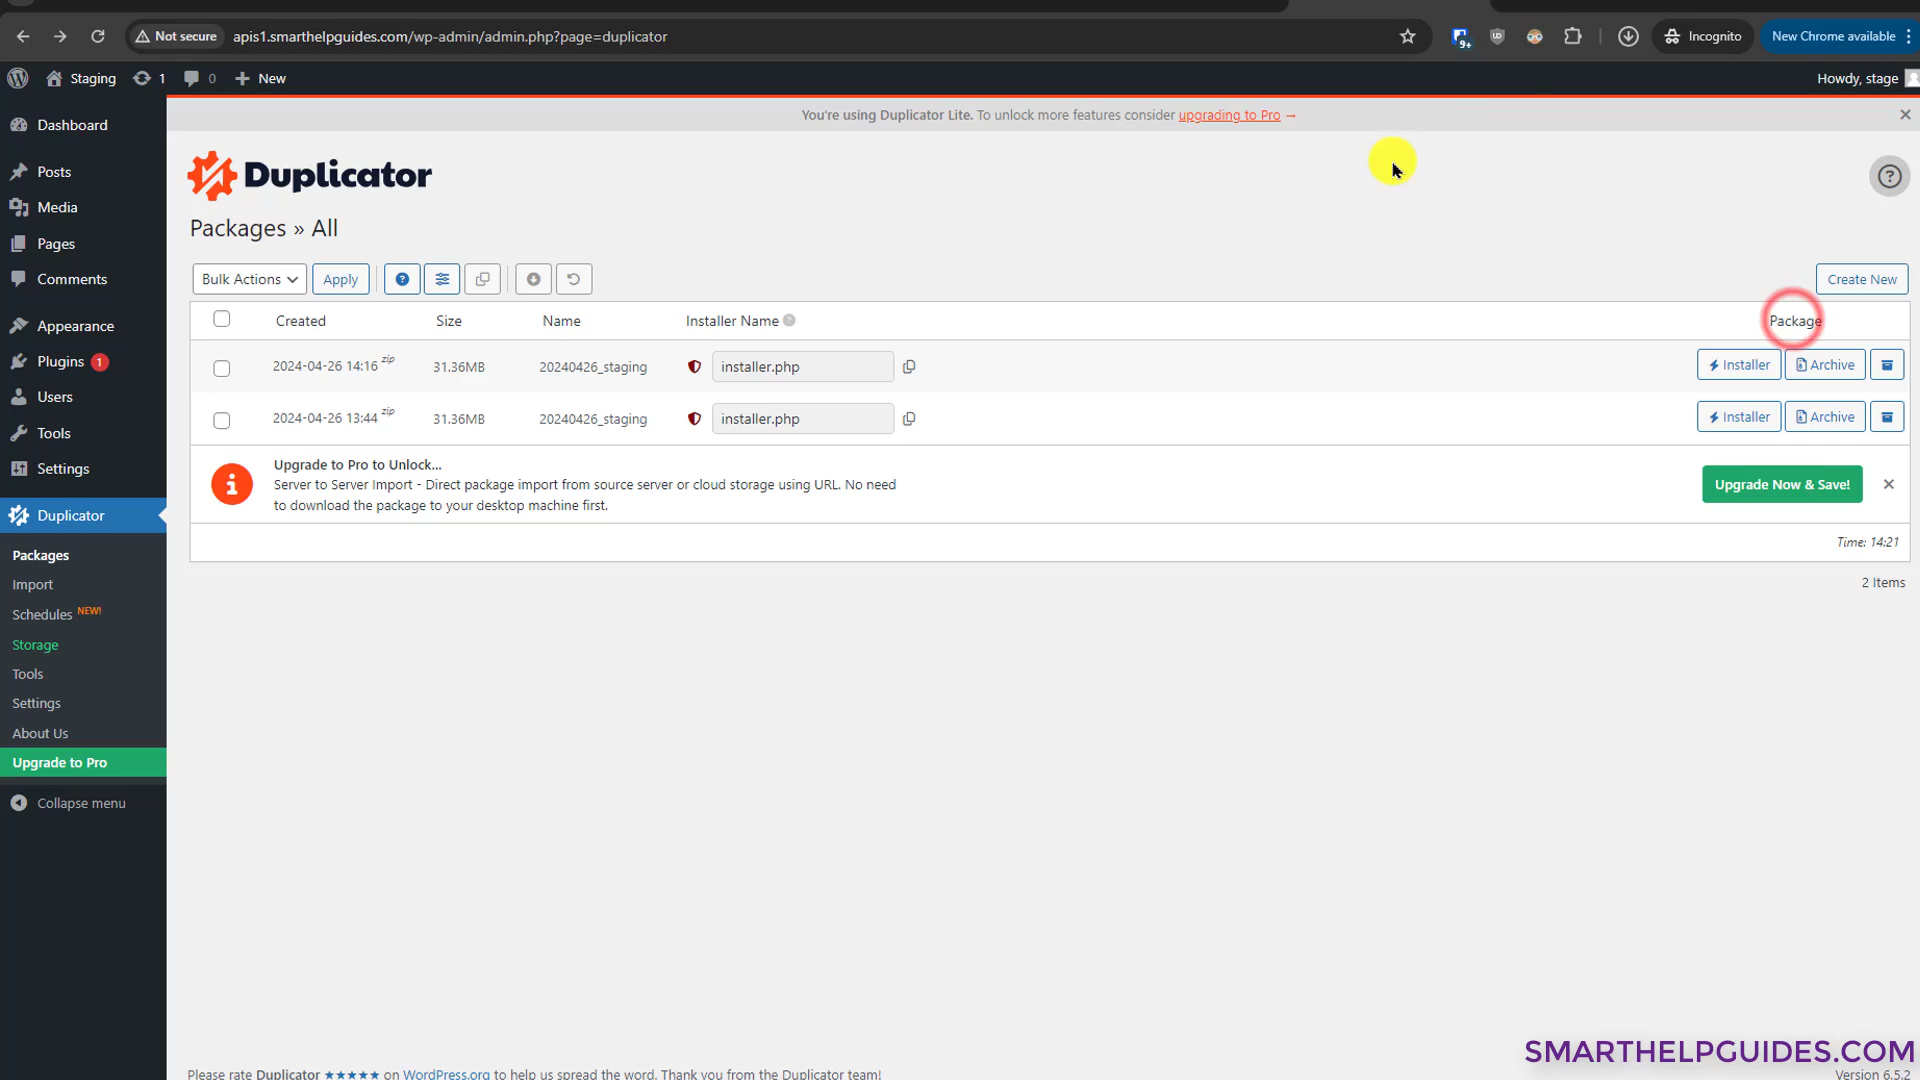 Not secure
apis1.smarthelpguides.com/wp-admin/admin.php?page=duplicator
9+
Incognito
New Chrome available
Staging
1
0
New
Howdy, stage
You're using Duplicator Lite. To unlock more features consider upgrading to Pro →
Dashboard
Posts
Media
Pages
Comments
Appearance
Plugins 1
Users
Tools
Settings
Duplicator
Packages
Import
Schedules NEW!
Storage
Tools
Settings
About Us
Upgrade to Pro
Collapse menu
Duplicator
Packages » All
Bulk Actions
Apply
Create New
Created Size Name Installer Name Package
2024-04-26 14:16 zip 31.36MB 20240426_staging installer.php Installer Archive
2024-04-26 13:44 zip 31.36MB 20240426_staging installer.php Installer Archive
Upgrade to Pro to Unlock...
Server to Server Import - Direct package import from source server or cloud storage using URL. No need
to download the package to your desktop machine first.
Upgrade Now & Save!
Time: 14:21
2 Items
SMARTHELPGUIDES.COM
Please rate Duplicator ★★★★★ on WordPress.org to help us spread the word. Thank you from the Duplicator team!
Version 6.5.2